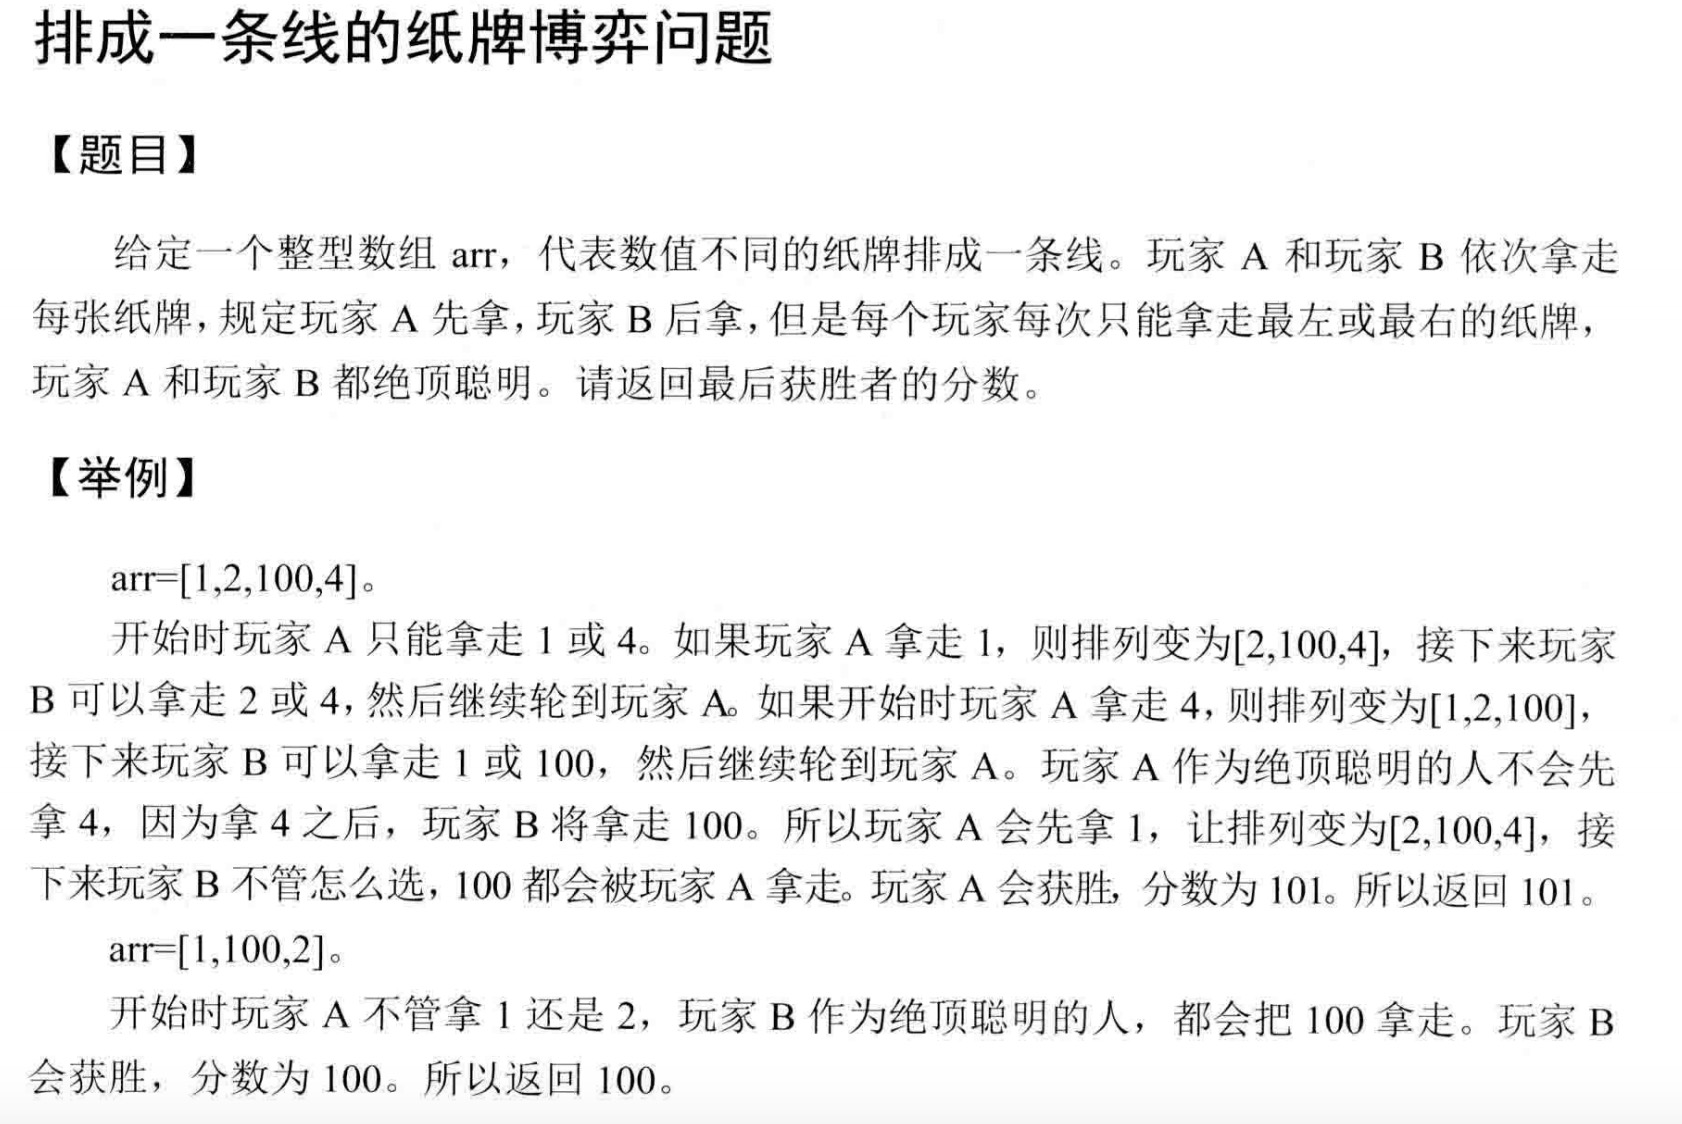 排成一条线的纸牌博弈问题
【题目】
给定一个整型数组 arr，代表数值不同的纸牌排成一条线。玩家 A 和玩家 B 依次拿走
每张纸牌，规定玩家 A 先拿，玩家 B 后拿，但是每个玩家每次只能拿走最左或最右的纸牌，
玩家 A 和玩家 B 都绝顶聪明。请返回最后获胜者的分数。
【举例】
arr=[1,2,100,4]。
开始时玩家 A 只能拿走 1 或 4。如果玩家 A 拿走 1，则排列变为[2,100,4]，接下来玩家
B 可以拿走 2 或 4，然后继续轮到玩家 A。如果开始时玩家 A 拿走 4，则排列变为[1,2,100]，
接下来玩家 B 可以拿走 1 或 100，然后继续轮到玩家 A。玩家 A 作为绝顶聪明的人不会先
拿 4，因为拿 4 之后，玩家 B 将拿走 100。所以玩家 A 会先拿 1，让排列变为[2,100,4]，接
下来玩家 B 不管怎么选，100 都会被玩家 A 拿走。玩家 A 会获胜，分数为 101。所以返回 101。
arr=[1,100,2]。
开始时玩家 A 不管拿 1 还是 2，玩家 B 作为绝顶聪明的人，都会把 100 拿走。玩家 B
会获胜，分数为 100。所以返回 100。